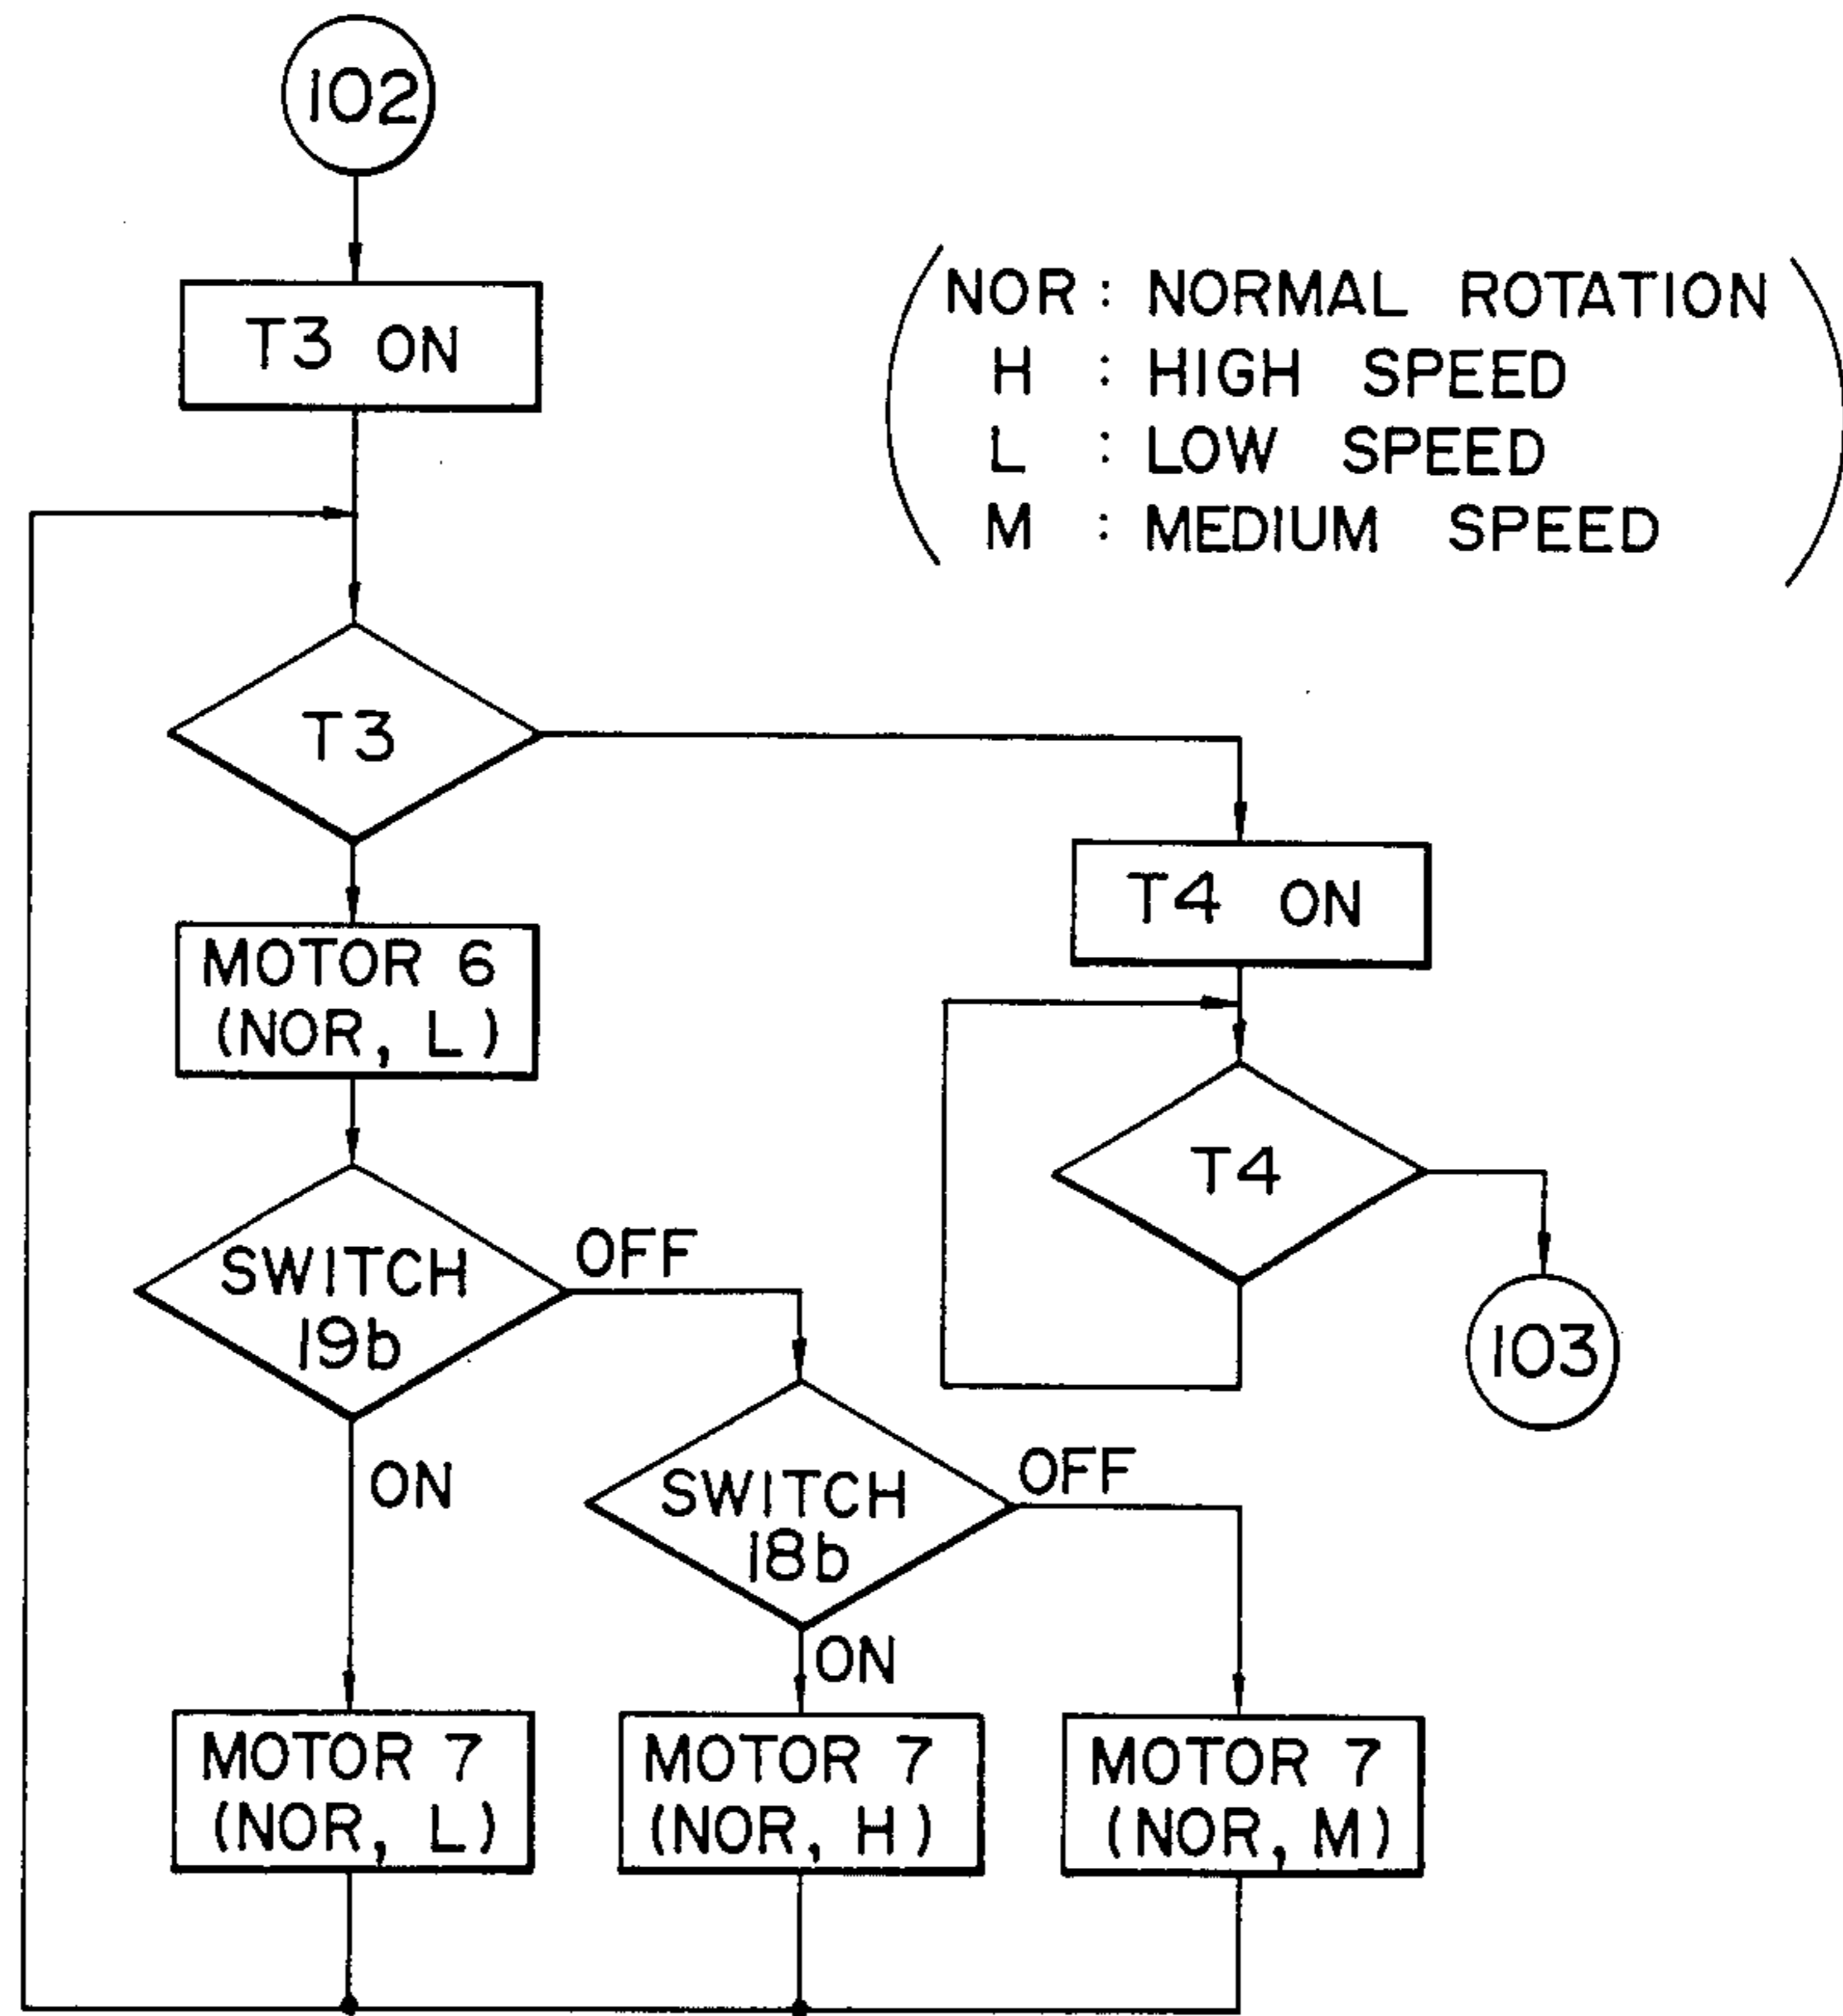 102
T3 ON
NOR : NORMAL ROTATION
H : HIGH SPEED
L : LOW SPEED
M : MEDIUM SPEED
T3
T4 ON
MOTOR 6
(NOR, L)
T4
SWITCH
19b
OFF
ON
103
SWITCH
18b
OFF
ON
MOTOR 7
(NOR, L)
MOTOR 7
(NOR, H)
MOTOR 7
(NOR, M)